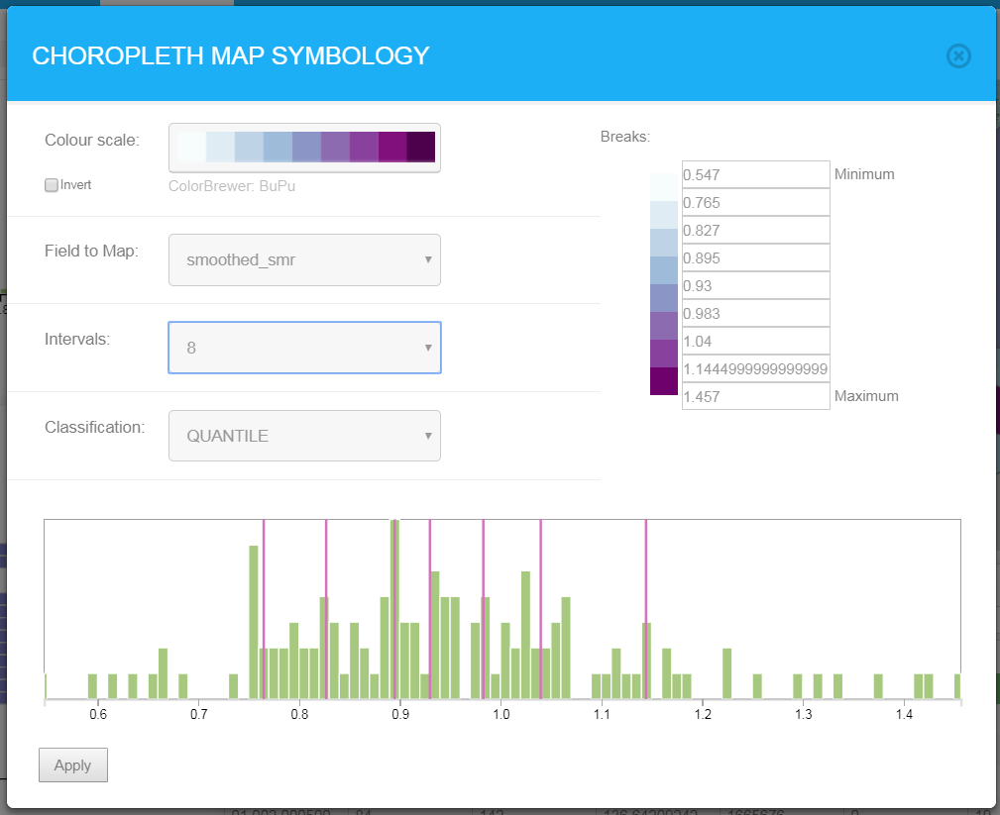 CHOROPLETH MAP SYMBOLOGY
Colour scale:
Invert
ColorBrewer: BuPu
Field to Map:
smoothed_smr
Intervals:
8
Classification:
QUANTILE
Breaks:
0.547 Minimum
0.765
0.827
0.895
0.93
0.983
1.04
1.1444999999999999
1.457 Maximum
0.6 0.7 0.8 0.9 1.0 1.1 1.2 1.3 1.4
Apply